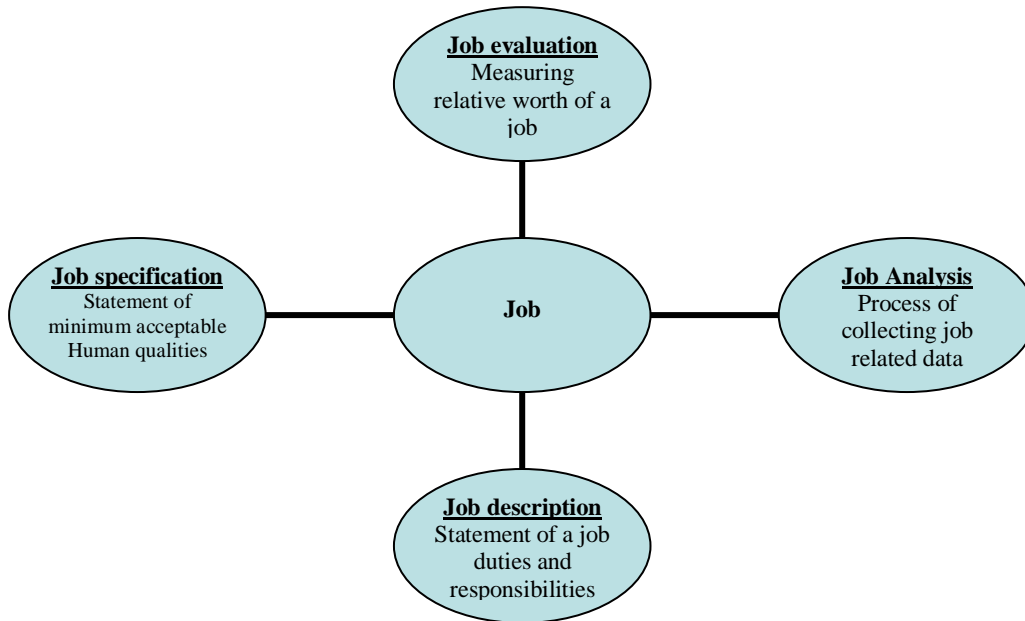 Job evaluation
Measuring
relative worth of a
job
Job specification
Statement of
minimum acceptable
Human qualities
Job
Job Analysis
Process of
collecting job
related data
Job description
Statement of a job
duties and
responsibilities